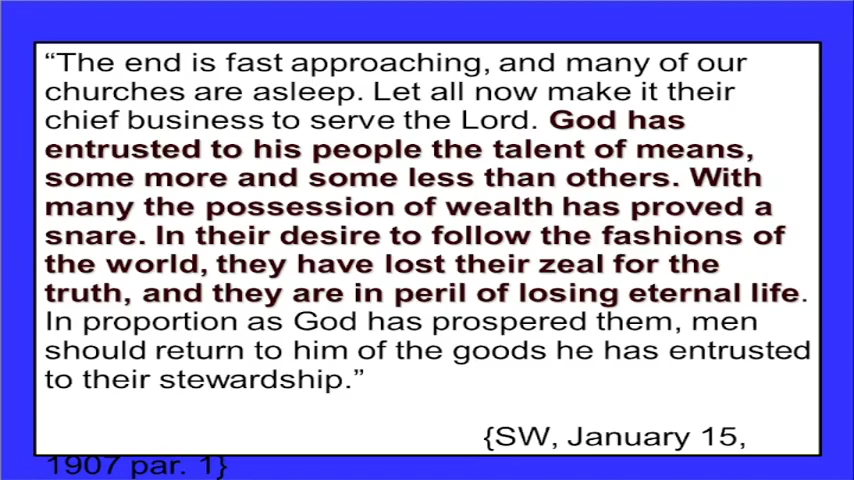 “The end is fast approaching, and many of our
churches are asleep. Let all now make it their
chief business to serve the Lord. God has
entrusted to his people the talent of means,
some more and some less than others. With
many the possession of wealth has proved a
snare. In their desire to follow the fashions of
the world, they have lost their zeal for the
truth, and they are in peril of losing eternal life.
In proportion as God has prospered them, men
should return to him of the goods he has entrusted
to their stewardship.”
{SW, January 15,
1907 par. 1}